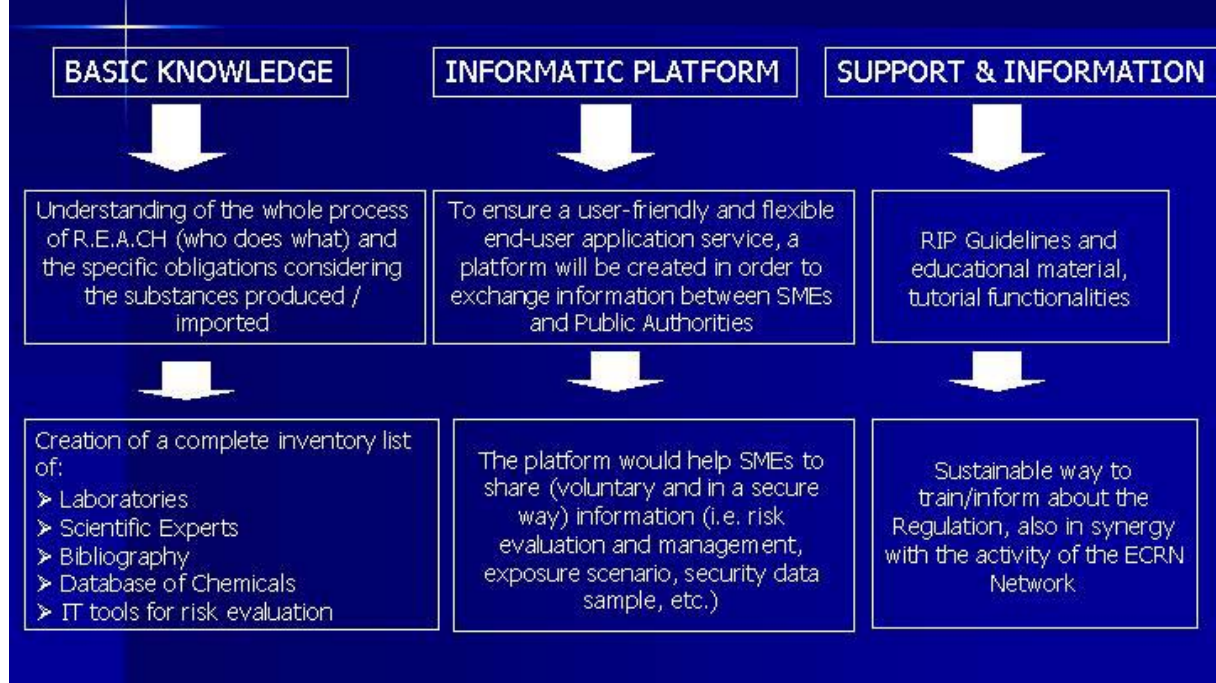 BASIC KNOWLEDGE
Understanding of the whole process
of R.E.A.CH (who does what) and
the specific obligations considering
the substances produced /
imported
Creation of a complete inventory list
of:
➢ Laboratories
➢ Scientific Experts
➢ Bibliography
➢ Database of Chemicals
➢ IT tools for risk evaluation
INFORMATIC PLATFORM
To ensure a user-friendly and flexible
end-user application service, a
platform will be created in order to
exchange information between SMEs
and Public Authorities
The platform would help SMEs to
share (voluntary and in a secure
way) information (i.e. risk
evaluation and management,
exposure scenario, security data
sample, etc.)
SUPPORT & INFORMATION
RIP Guidelines and
educational material,
tutorial functionalities
Sustainable way to
train/inform about the
Regulation, also in synergy
with the activity of the ECRN
Network